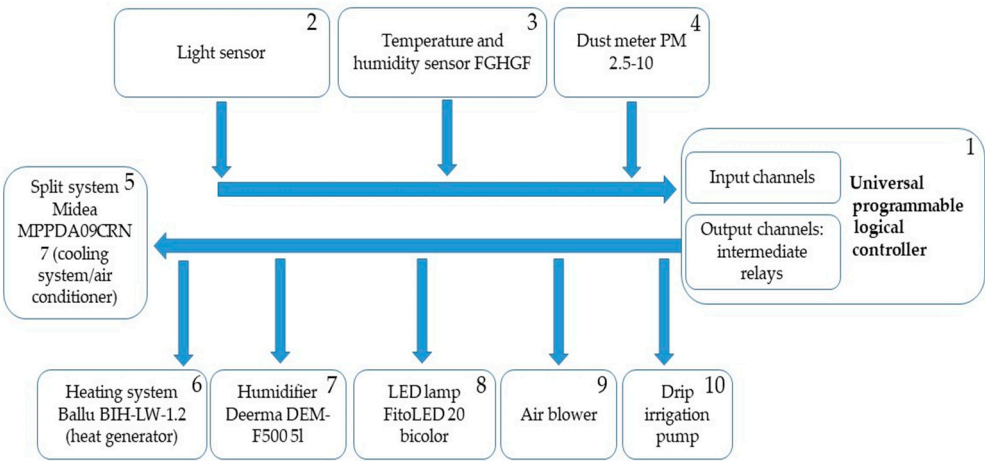 2
Light sensor
3
Temperature and
humidity sensor FGHGF
4
Dust meter PM
2.5-10
1
Input channels
Universal
programmable
logical
controller
Output channels:
intermediate
relays
5
Split system
Midea
MPPDA09CRN
7 (cooling
system/air
conditioner)
6
Heating system
Ballu BIH-LW-1.2
(heat generator)
7
Humidifier
Deerma DEM-
F500 5l
8
LED lamp
FitoLED 20
bicolor
9
Air blower
10
Drip
irrigation
pump